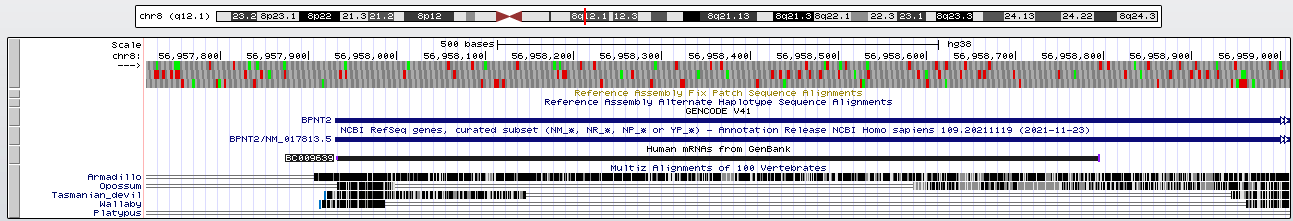 chr8 (q12.1) 23.2 8p23.1 8p22 21.3 21.2 8p12 8q12.1 12.3 8q21.13 8q21.3 8q22.1 22.3 23.1 8q23.3 24.13 24.22 8q24.3
Scale 500 bases hg38
chr8: 56,957,800 56,957,900 56,958,000 56,958,100 56,958,200 56,958,300 56,958,400 56,958,500 56,958,600 56,958,700 56,958,800 56,958,900 56,959,000
--->
Reference Assembly Fix Patch Sequence Alignments
Reference Assembly Alternate Haplotype Sequence Alignments
GENCODE V41
BPNT2
NCBI RefSeq genes, curated subset (NM_*, NR_*, NP_* or YP_*) - Annotation Release NCBI Homo sapiens 109.20211119 (2021-11-23)
BPNT2/NM_017813.5
Human mRNAs from GenBank
BC009639
Multiz Alignments of 100 Vertebrates
Armadillo
Opossum
Tasmanian_devil
Wallaby
Platypus